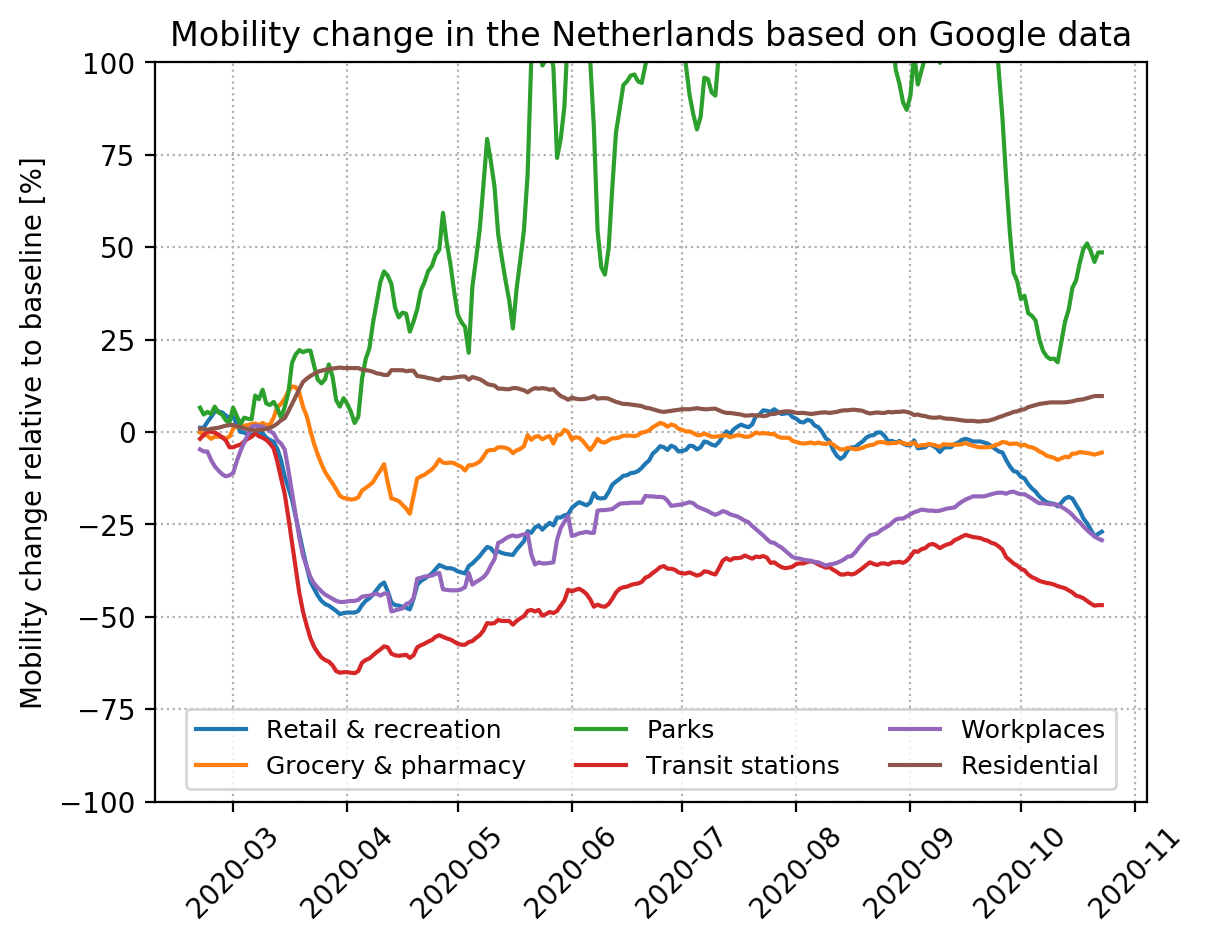 Mobility change in the Netherlands based on Google data
Mobility change relative to baseline [%]
100
75
50
25
0
−25
−50
−75
−100
Retail & recreation
Grocery & pharmacy
Parks
Transit stations
Workplaces
Residential
2020-03
2020-04
2020-05
2020-06
2020-07
2020-08
2020-09
2020-10
2020-11